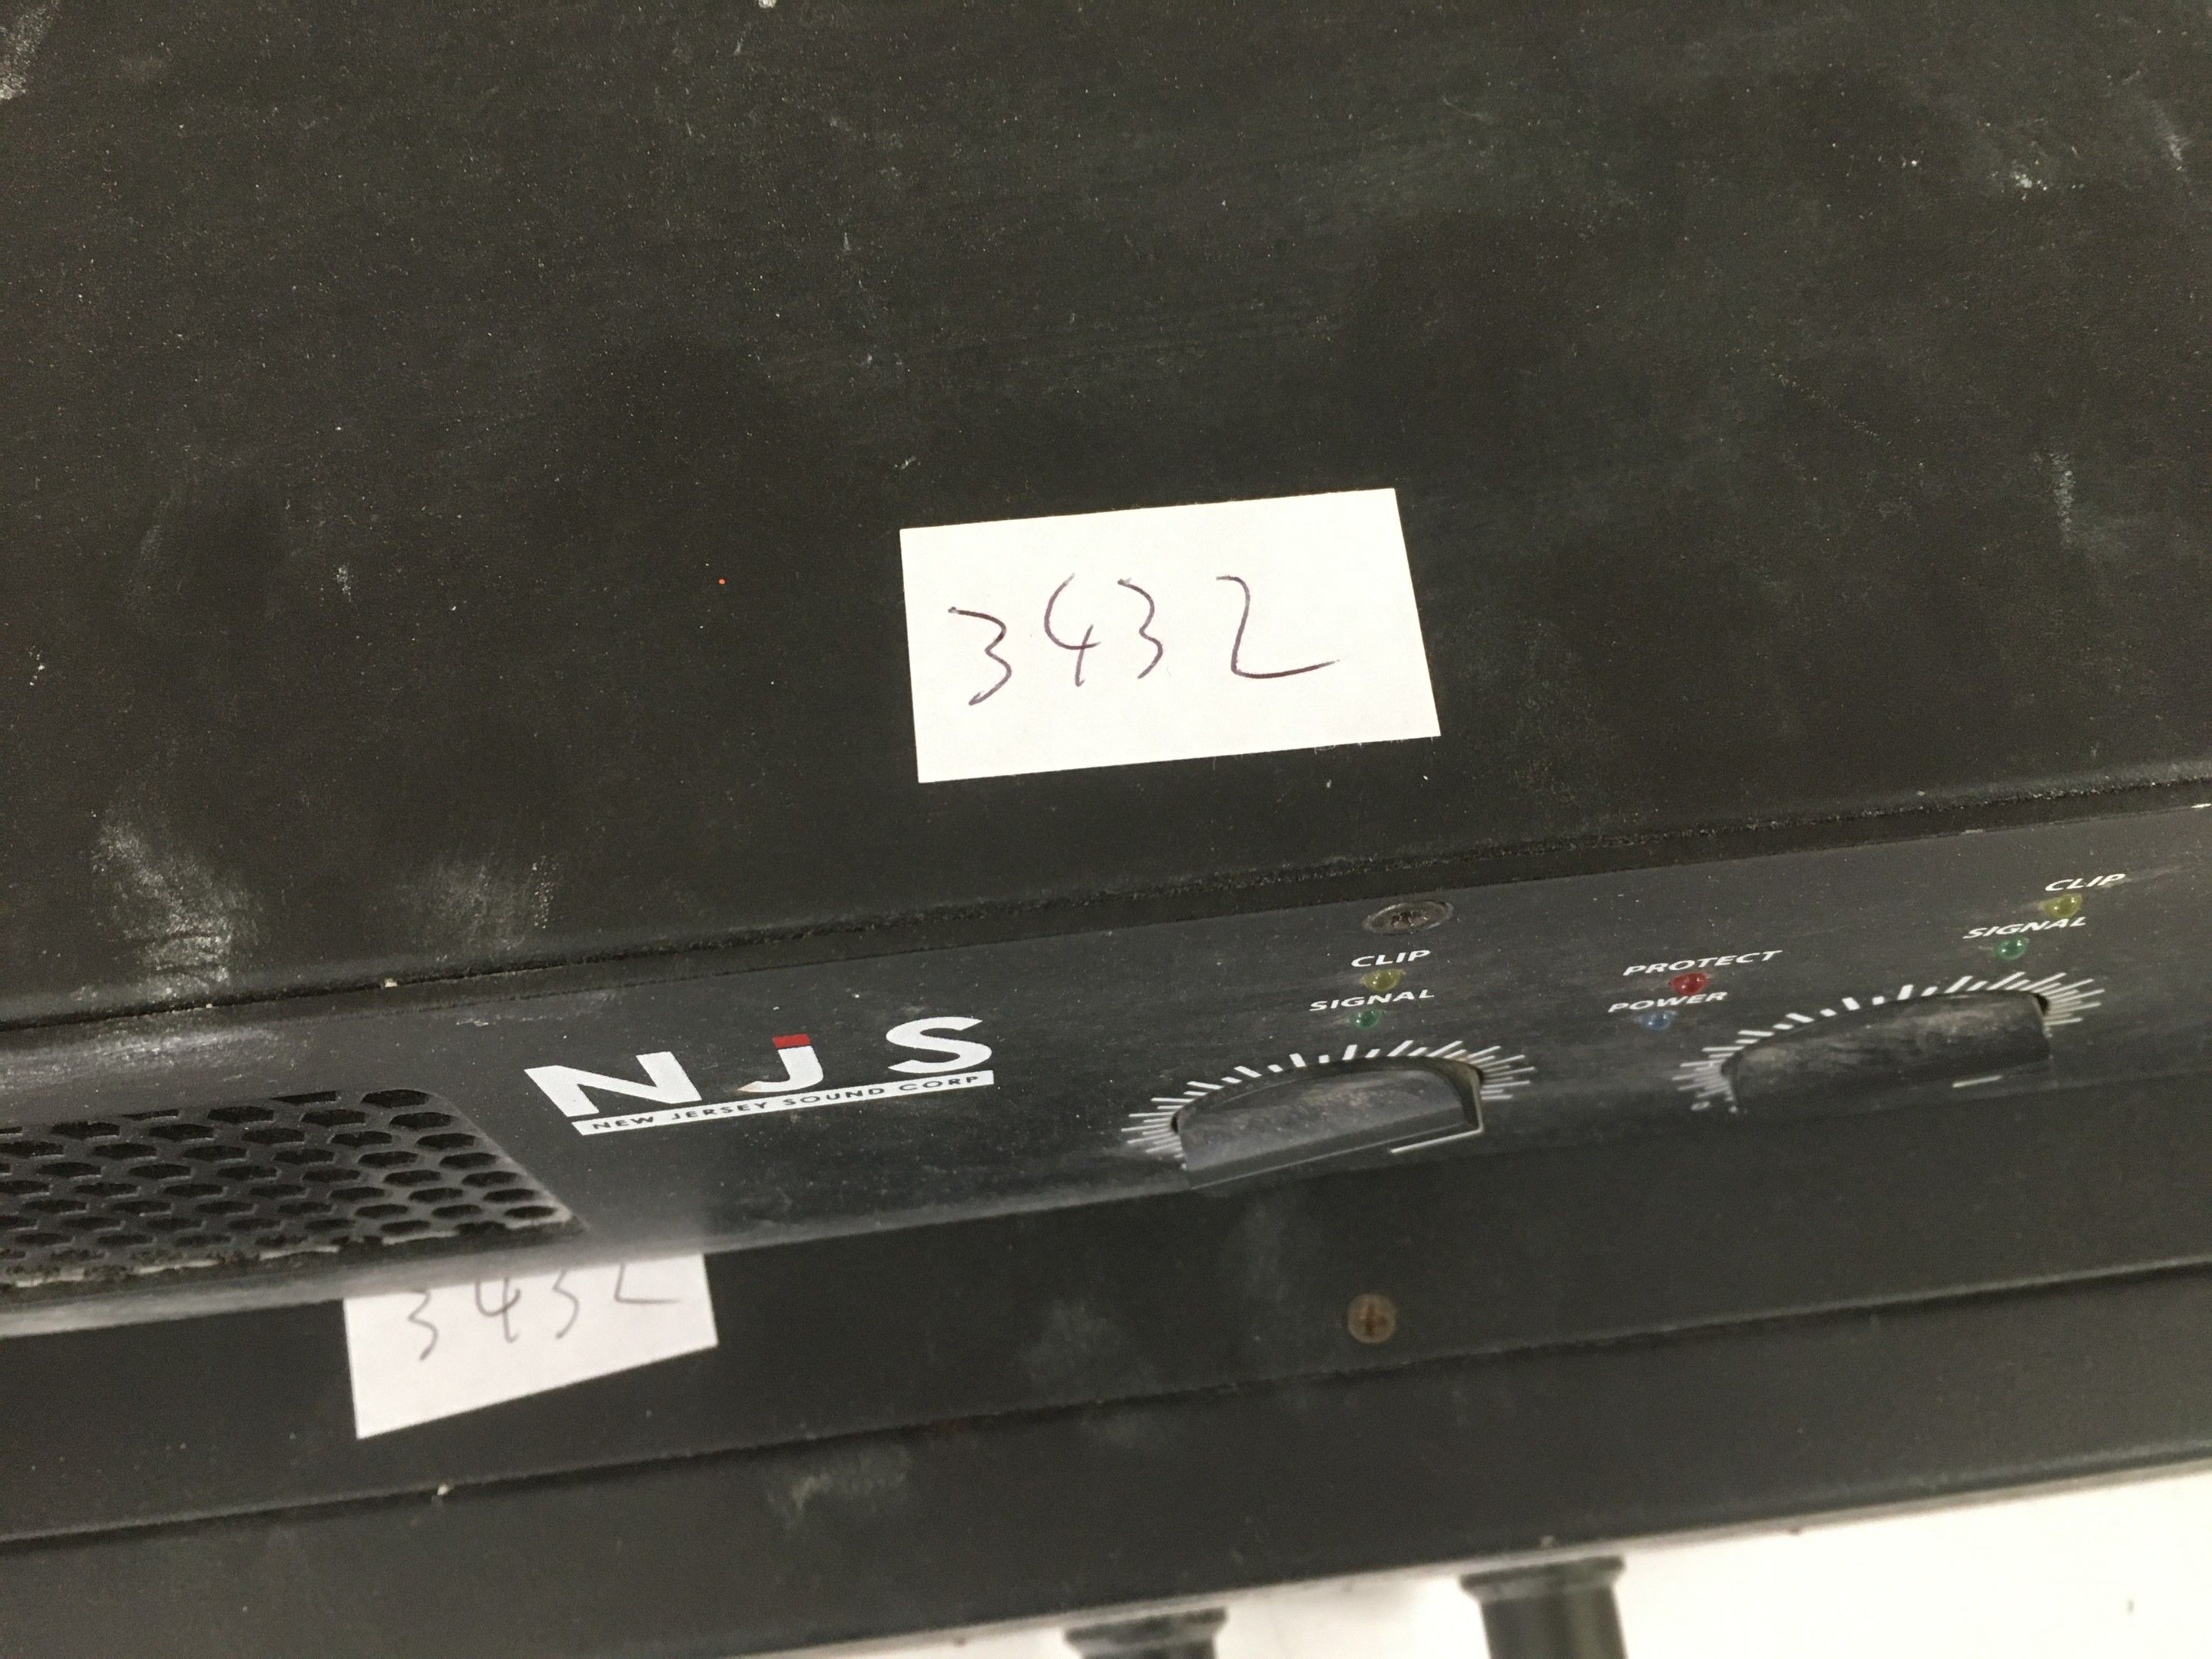 3432
CLIP
SIGNAL
PROTECT
POWER
CLIP
SIGNAL
NJS
NEW JERSEY SOUND CORP
3432